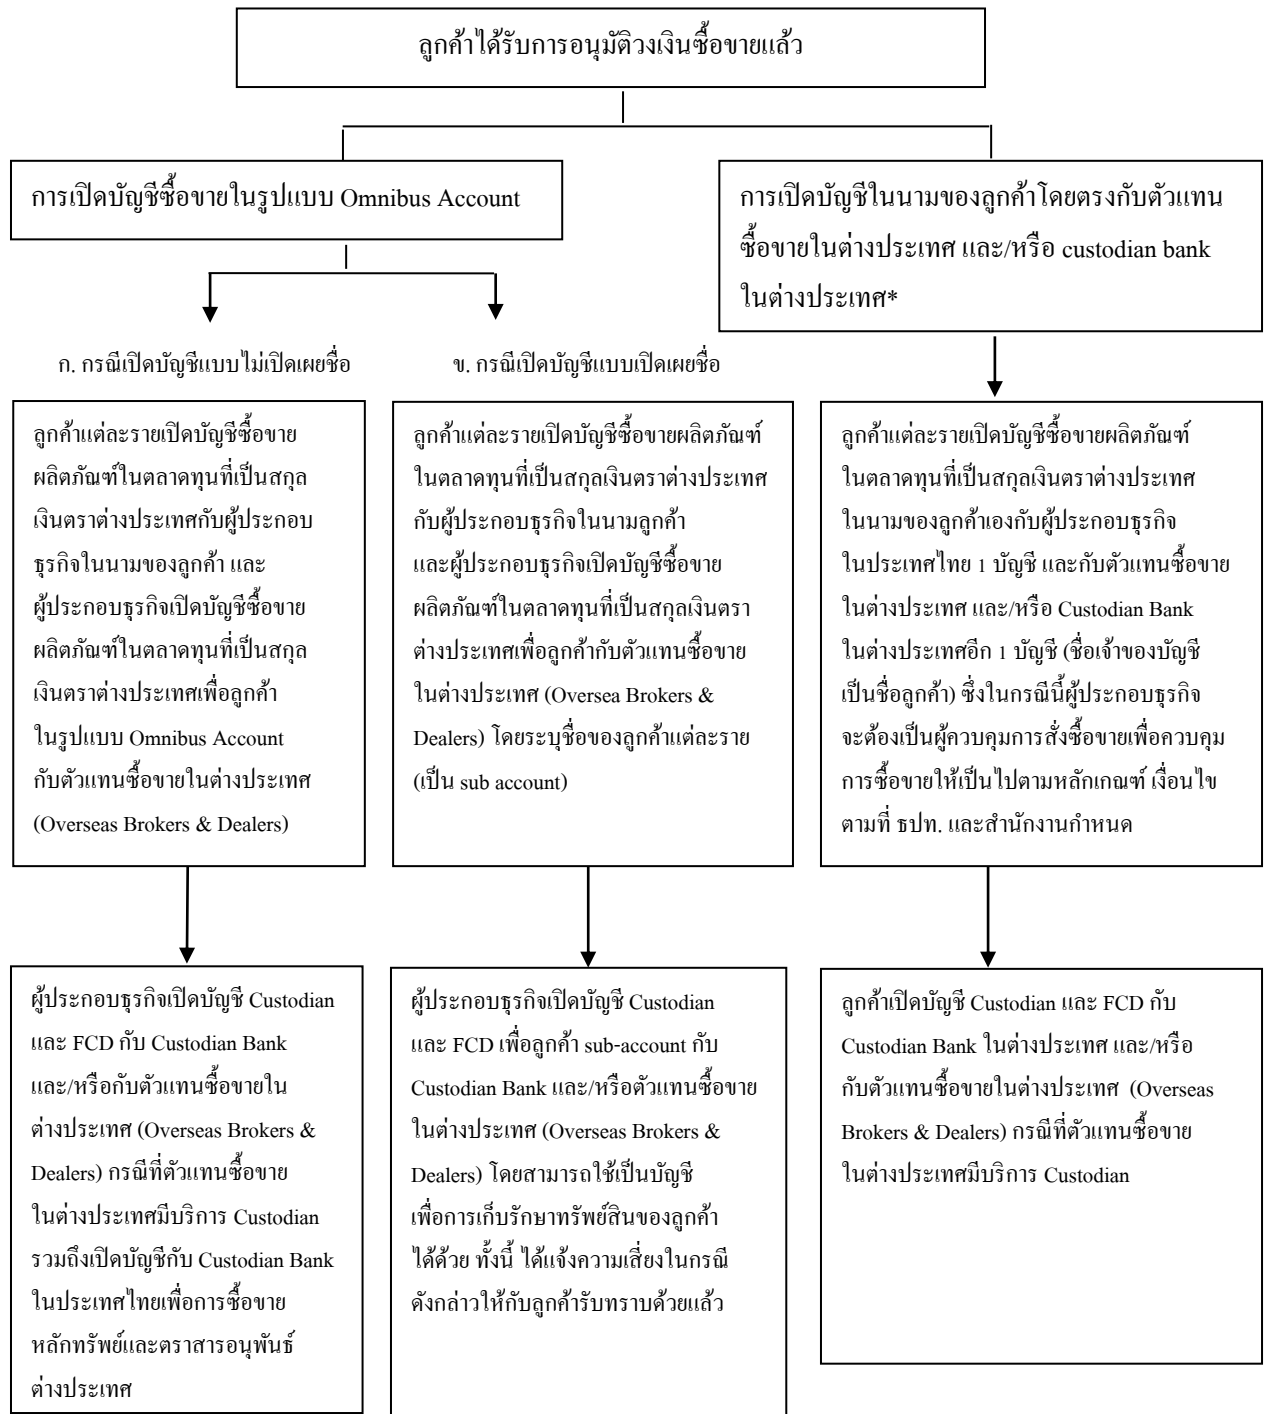 ลูกค้าได้รับการอนุมัติวงเงินซื้อขายแล้ว
การเปิดบัญชีซื้อขายในรูปแบบ Omnibus Account
การเปิดบัญชีในนามของลูกค้าโดยตรงกับตัวแทน
ซื้อขายในต่างประเทศ และ/หรือ custodian bank
ในต่างประเทศ*
ก. กรณีเปิดบัญชีแบบไม่เปิดเผยชื่อ
ลูกค้าแต่ละรายเปิดบัญชีซื้อขาย
ผลิตภัณฑ์ในตลาดทุนที่เป็นสกุล
เงินตราต่างประเทศกับผู้ประกอบ
ธุรกิจในนามของลูกค้า และ
ผู้ประกอบธุรกิจเปิดบัญชีซื้อขาย
ผลิตภัณฑ์ในตลาดทุนที่เป็นสกุล
เงินตราต่างประเทศเพื่อลูกค้า
ในรูปแบบ Omnibus Account
กับตัวแทนซื้อขายในต่างประเทศ
(Overseas Brokers & Dealers)
ข. กรณีเปิดบัญชีแบบเปิดเผยชื่อ
ลูกค้าแต่ละรายเปิดบัญชีซื้อขายผลิตภัณฑ์
ในตลาดทุนที่เป็นสกุลเงินตราต่างประเทศ
กับผู้ประกอบธุรกิจในนามลูกค้า
และผู้ประกอบธุรกิจเปิดบัญชีซื้อขาย
ผลิตภัณฑ์ในตลาดทุนที่เป็นสกุลเงินตรา
ต่างประเทศเพื่อลูกค้ากับตัวแทนซื้อขาย
ในต่างประเทศ (Oversea Brokers &
Dealers) โดยระบุชื่อของลูกค้าแต่ละราย
(เป็น sub account)
ลูกค้าแต่ละรายเปิดบัญชีซื้อขายผลิตภัณฑ์
ในตลาดทุนที่เป็นสกุลเงินตราต่างประเทศ
ในนามของลูกค้าเองกับผู้ประกอบธุรกิจ
ในประเทศไทย 1 บัญชี และกับตัวแทนซื้อขาย
ในต่างประเทศ และ/หรือ Custodian Bank
ในต่างประเทศอีก 1 บัญชี (ชื่อเจ้าของบัญชี
เป็นชื่อลูกค้า) ซึ่งในกรณีนี้ผู้ประกอบธุรกิจ
จะต้องเป็นผู้ควบคุมการสั่งซื้อขายเพื่อควบคุม
การซื้อขายให้เป็นไปตามหลักเกณฑ์ เงื่อนไข
ตามที่ ธปท. และสำนักงานกำหนด
ผู้ประกอบธุรกิจเปิดบัญชี Custodian
และ FCD กับ Custodian Bank
และ/หรือกับตัวแทนซื้อขายใน
ต่างประเทศ (Overseas Brokers &
Dealers) กรณีที่ตัวแทนซื้อขาย
ในต่างประเทศมีบริการ Custodian
รวมถึงเปิดบัญชีกับ Custodian Bank
ในประเทศไทยเพื่อการซื้อขาย
หลักทรัพย์และตราสารอนุพันธ์
ต่างประเทศ
ผู้ประกอบธุรกิจเปิดบัญชี Custodian
และ FCD เพื่อลูกค้า sub-account กับ
Custodian Bank และ/หรือตัวแทนซื้อขาย
ในต่างประเทศ (Overseas Brokers &
Dealers) โดยสามารถใช้เป็นบัญชี
เพื่อการเก็บรักษาทรัพย์สินของลูกค้า
ได้ด้วย ทั้งนี้ ได้แจ้งความเสี่ยงในกรณี
ดังกล่าวให้กับลูกค้ารับทราบด้วยแล้ว
ลูกค้าเปิดบัญชี Custodian และ FCD กับ
Custodian Bank ในต่างประเทศ และ/หรือ
กับตัวแทนซื้อขายในต่างประเทศ (Overseas
Brokers & Dealers) กรณีที่ตัวแทนซื้อขาย
ในต่างประเทศมีบริการ Custodian